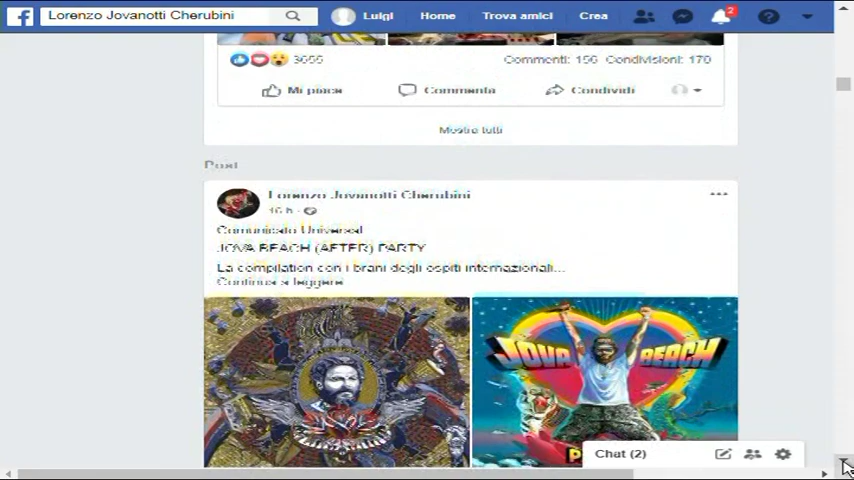 Lorenzo Jovanotti Cherubini
Luigi Home Trova amici Crea 2
3655 Commenti: 156 Condivisioni: 170
Mi piace Commenta Condividi
Mostra tutti
Post
Lorenzo Jovanotti Cherubini
16 h
Comunicato Universal
JOVA BEACH (AFTER) PARTY
La compilation con i brani degli ospiti internazionali...
Continua a leggere
JOVA BEACH
Chat (2)